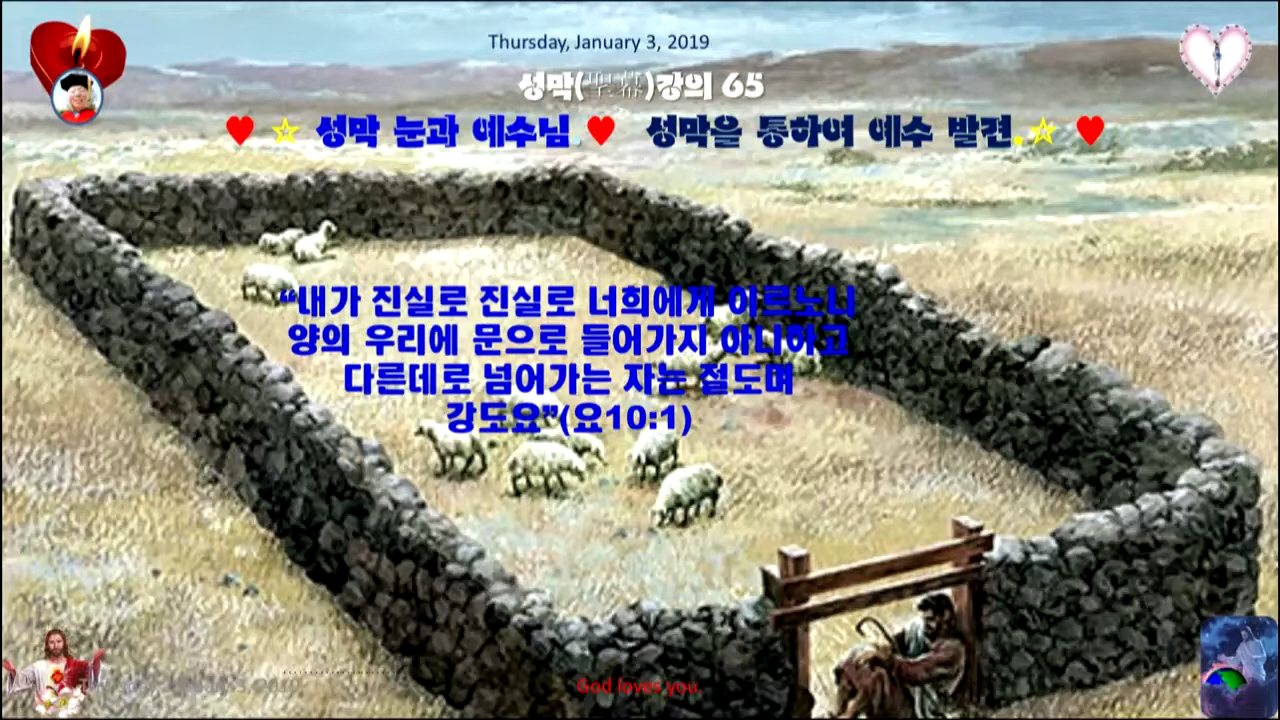 Thursday, January 3, 2019
성막(聖幕)강의 65
성막 눈과 예수님. 성막을 통하여 예수 발견.
“내가 진실로 진실로 너희에게 이르노니
양의 우리에 문으로 들어가지 아니하고
다른데로 넘어가는 자는 절도며
강도요”(요10:1)
God loves you.